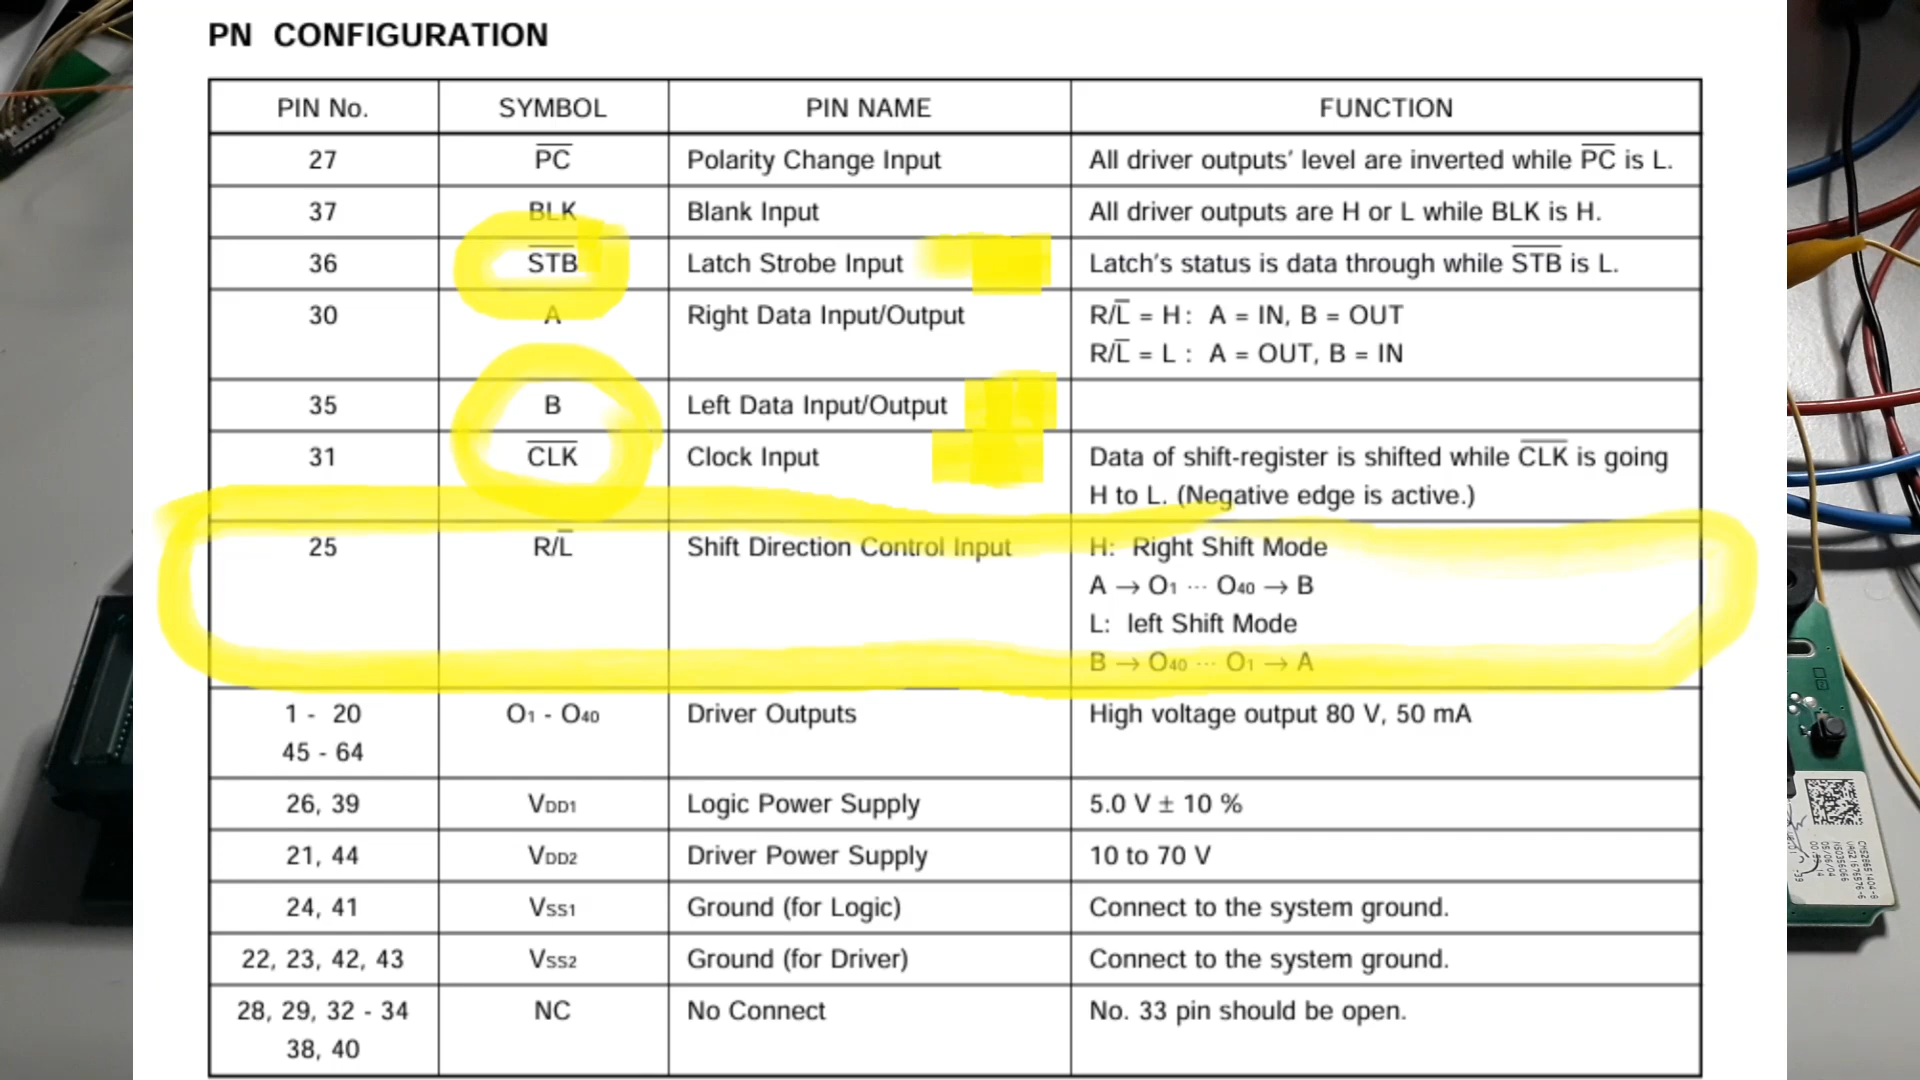 PN CONFIGURATION
PIN No. SYMBOL PIN NAME FUNCTION
27 P̅C̅ Polarity Change Input All driver outputs' level are inverted while P̅C̅ is L.
37 BLK Blank Input All driver outputs are H or L while BLK is H.
36 S̅T̅B̅ Latch Strobe Input Latch's status is data through while S̅T̅B̅ is L.
30 A Right Data Input/Output R/L̅ = H: A = IN, B = OUT
R/L̅ = L : A = OUT, B = IN
35 B Left Data Input/Output
31 C̅L̅K̅ Clock Input Data of shift-register is shifted while C̅L̅K̅ is going
H to L. (Negative edge is active.)
25 R/L̅ Shift Direction Control Input H: Right Shift Mode
A → O1 ··· O40 → B
L: left Shift Mode
B → O40 ··· O1 → A
1 - 20 O1 - O40 Driver Outputs High voltage output 80 V, 50 mA
45 - 64
26, 39 VDD1 Logic Power Supply 5.0 V ± 10 %
21, 44 VDD2 Driver Power Supply 10 to 70 V
24, 41 VSS1 Ground (for Logic) Connect to the system ground.
22, 23, 42, 43 VSS2 Ground (for Driver) Connect to the system ground.
28, 29, 32 - 34 NC No Connect No. 33 pin should be open.
38, 40